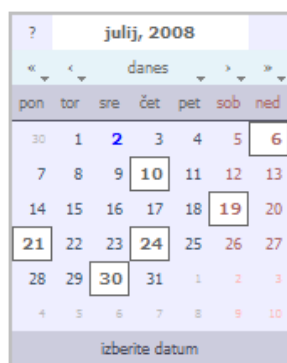 ? julij, 2008
« ‹ danes › »
pon tor sre čet pet sob ned
30 1 2 3 4 5 6
7 8 9 10 11 12 13
14 15 16 17 18 19 20
21 22 23 24 25 26 27
28 29 30 31 1 2 3
4 5 6 7 8 9 10
izberite datum